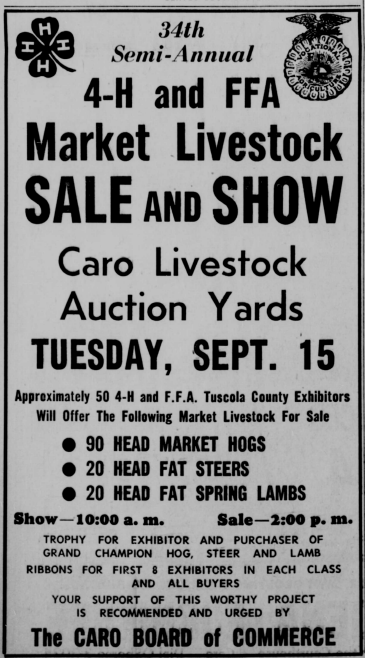 34th
Semi-Annual
4-H and FFA
Market Livestock
SALE AND SHOW
Caro Livestock
Auction Yards
TUESDAY, SEPT. 15
Approximately 50 4-H and F.F.A. Tuscola County Exhibitors
Will Offer The Following Market Livestock For Sale
● 90 HEAD MARKET HOGS
● 20 HEAD FAT STEERS
● 20 HEAD FAT SPRING LAMBS
Show—10:00 a. m. Sale—2:00 p. m.
TROPHY FOR EXHIBITOR AND PURCHASER OF
GRAND CHAMPION HOG, STEER AND LAMB
RIBBONS FOR FIRST 8 EXHIBITORS IN EACH CLASS
AND ALL BUYERS
YOUR SUPPORT OF THIS WORTHY PROJECT
IS RECOMMENDED AND URGED BY
The CARO BOARD of COMMERCE
H H H H